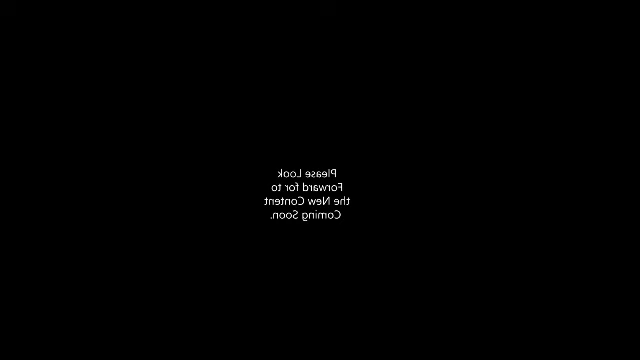 Please Look
Forward for to
the New Content
Coming Soon.